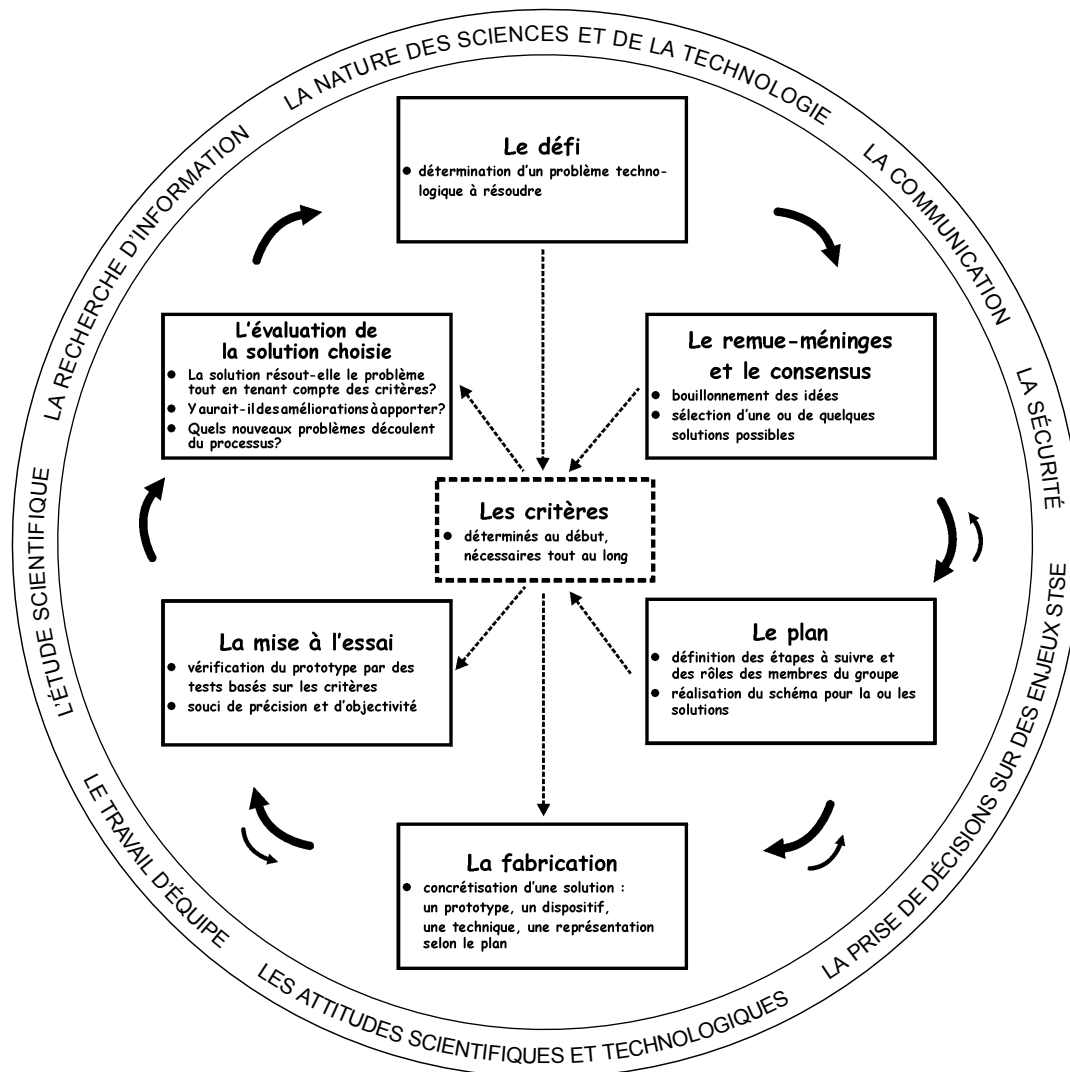 LA NATURE DES SCIENCES ET DE LA TECHNOLOGIE
LA COMMUNICATION
LA SÉCURITÉ
LA PRISE DE DÉCISIONS SUR DES ENJEUX STSE
LES ATTITUDES SCIENTIFIQUES ET TECHNOLOGIQUES
LE TRAVAIL D'ÉQUIPE
L'ÉTUDE SCIENTIFIQUE
LA RECHERCHE D'INFORMATION
Le défi
• détermination d'un problème techno-
logique à résoudre
Le remue-méninges
et le consensus
• bouillonnement des idées
• sélection d'une ou de quelques
solutions possibles
Le plan
• définition des étapes à suivre et
des rôles des membres du groupe
• réalisation du schéma pour la ou les
solutions
La fabrication
• concrétisation d'une solution :
un prototype, un dispositif,
une technique, une représentation
selon le plan
La mise à l'essai
• vérification du prototype par des
tests basés sur les critères
• souci de précision et d'objectivité
L'évaluation de
la solution choisie
• La solution résout-elle le problème
tout en tenant compte des critères?
• Y aurait-il des améliorations à apporter?
• Quels nouveaux problèmes découlent
du processus?
Les critères
• déterminés au début,
nécessaires tout au long